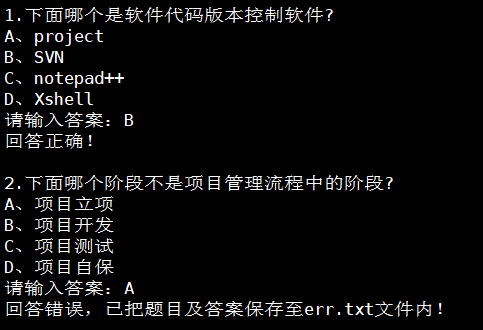 1.下面哪个是软件代码版本控制软件?
A、project
B、SVN
C、notepad++
D、Xshell
请输入答案: B
回答正确!
2.下面哪个阶段不是项目管理流程中的阶段?
A、项目立项
B、项目开发
C、项目测试
D、项目自保
请输入答案: A
回答错误，已把题目及答案保存至err.txt文件内!